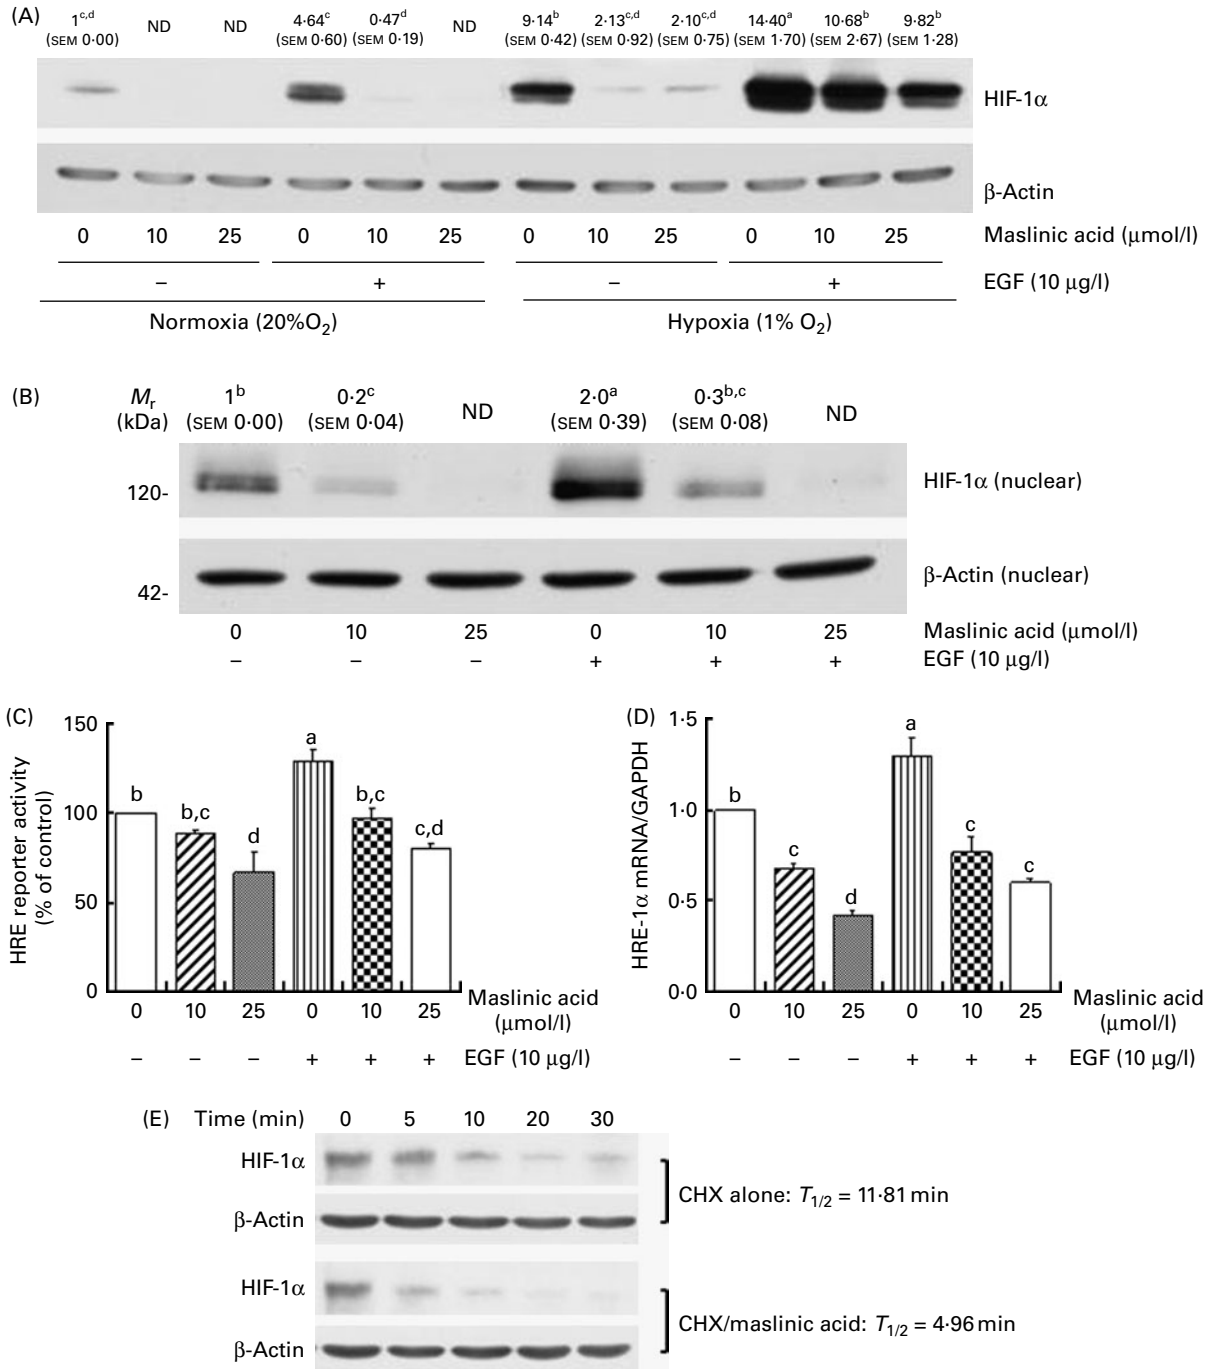 (A) 1c,d ND ND 4·64c 0·47d ND 9·14b 2·13c,d 2·10c,d 14·40a 10·68b 9·82b
(SEM 0·00) (SEM 0·60) (SEM 0·19) (SEM 0·42) (SEM 0·92) (SEM 0·75) (SEM 1·70) (SEM 2·67) (SEM 1·28)
HIF-1α
β-Actin
0 10 25 0 10 25 0 10 25 0 10 25 Maslinic acid (μmol/l)
− + − + EGF (10 μg/l)
Normoxia (20%O2) Hypoxia (1% O2)
(B) Mr 1b 0·2c ND 2·0a 0·3b,c ND
(kDa) (SEM 0·00) (SEM 0·04) (SEM 0·39) (SEM 0·08)
120- HIF-1α (nuclear)
42- β-Actin (nuclear)
0 10 25 0 10 25 Maslinic acid (μmol/l)
− − − + + + EGF (10 μg/l)
(C)
HRE reporter activity
(% of control)
150
100
50
0
b b,c d a b,c c,d
0 10 25 0 10 25 Maslinic acid
(μmol/l)
− − − + + + EGF (10 μg/l)
(D)
HRE-1α mRNA/GAPDH
1·5
1·0
0·5
0·0
b c d a c c
0 10 25 0 10 25 Maslinic acid
(μmol/l)
− − − + + + EGF (10 μg/l)
(E) Time (min) 0 5 10 20 30
HIF-1α
β-Actin
CHX alone: T1/2 = 11·81 min
HIF-1α
β-Actin
CHX/maslinic acid: T1/2 = 4·96 min